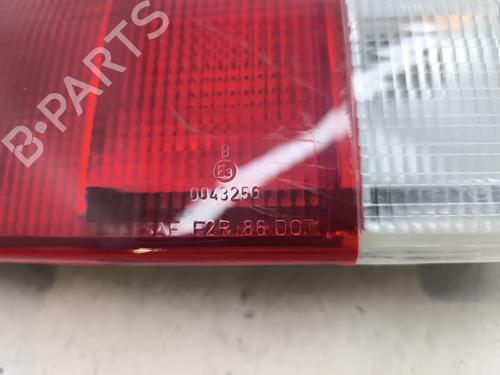 B-PARTS
B
E3
0043256
SAE F2R 86 DOT